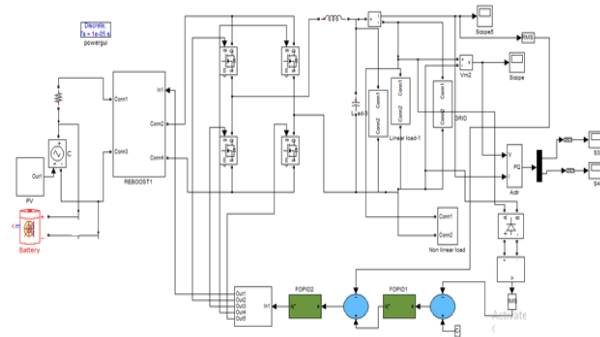 Discrete,
Ts = 1e-05 s
powergui
Scope5
RMS
In1
Conn1
Conn2
Conn3
Conn4
REBOOST1
Out1
PV
Battery
Conn1
Conn2
Conn1
Conn2
Linear load-1
Conn1
Conn2
GRID
Vm2
Scope
V
I
PQ
S3
S4
Conn1
Conn2
Non linear load
Out1
Out2
Out3
Out4
Out5
In1
FOPID2
FOPID1
Activate